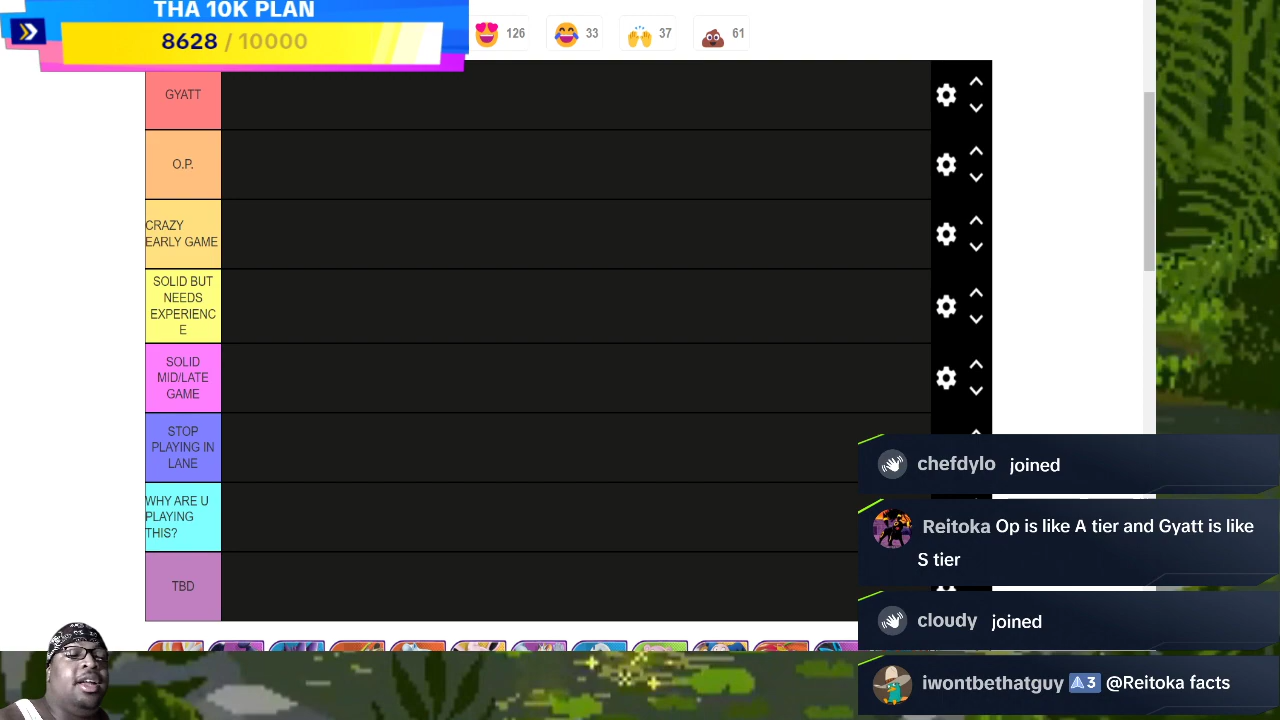 THA 10K PLAN
8628 / 10000
126
33
37
61
GYATT
O.P.
CRAZY
EARLY GAME
SOLID BUT
NEEDS
EXPERIENC
E
SOLID
MID/LATE
GAME
STOP
PLAYING IN
LANE
WHY ARE U
PLAYING
THIS?
TBD
chefdylo joined
Reitoka Op is like A tier and Gyatt is like
S tier
cloudy joined
iwontbethatguy 3 @Reitoka facts